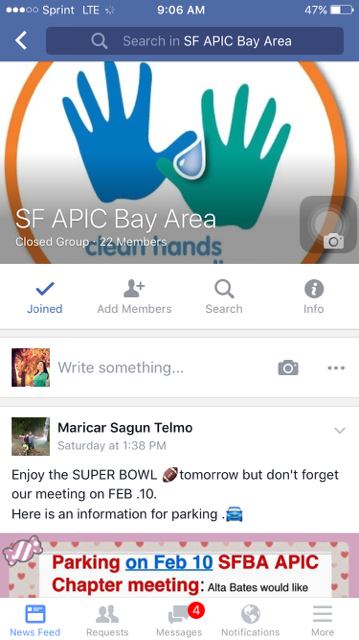 Sprint LTE 9:06 AM 47%
Search in SF APIC Bay Area
SF APIC Bay Area
Closed Group · 22 Members
clean hands
Joined
Add Members
Search
Info
Write something...
Maricar Sagun Telmo
Saturday at 1:38 PM
Enjoy the SUPER BOWL 🏈tomorrow but don't forget
our meeting on FEB .10.
Here is an information for parking .🚘
Parking on Feb 10 SFBA APIC
Chapter meeting: Alta Bates would like
4
News Feed
Requests
Messages
Notifications
More